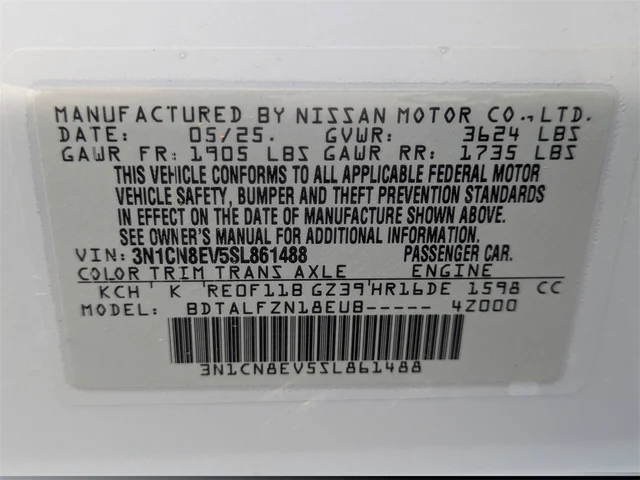 MANUFACTURED BY NISSAN MOTOR CO., LTD.
DATE: 05/25. GVWR: 3624 LBS
GAWR FR: 1905 LBS GAWR RR: 1735 LBS
THIS VEHICLE CONFORMS TO ALL APPLICABLE FEDERAL MOTOR
VEHICLE SAFETY, BUMPER AND THEFT PREVENTION STANDARDS
IN EFFECT ON THE DATE OF MANUFACTURE SHOWN ABOVE.
SEE OWNER'S MANUAL FOR ADDITIONAL INFORMATION.
VIN: 3N1CN8EV5SL861488 PASSENGER CAR.
COLOR TRIM TRANS AXLE ENGINE
KCH K RE0F11B GZ39 HR16DE 1598 CC
MODEL: BDTALFZN18EUB----- 4Z000
3N1CN8EV5SL861488